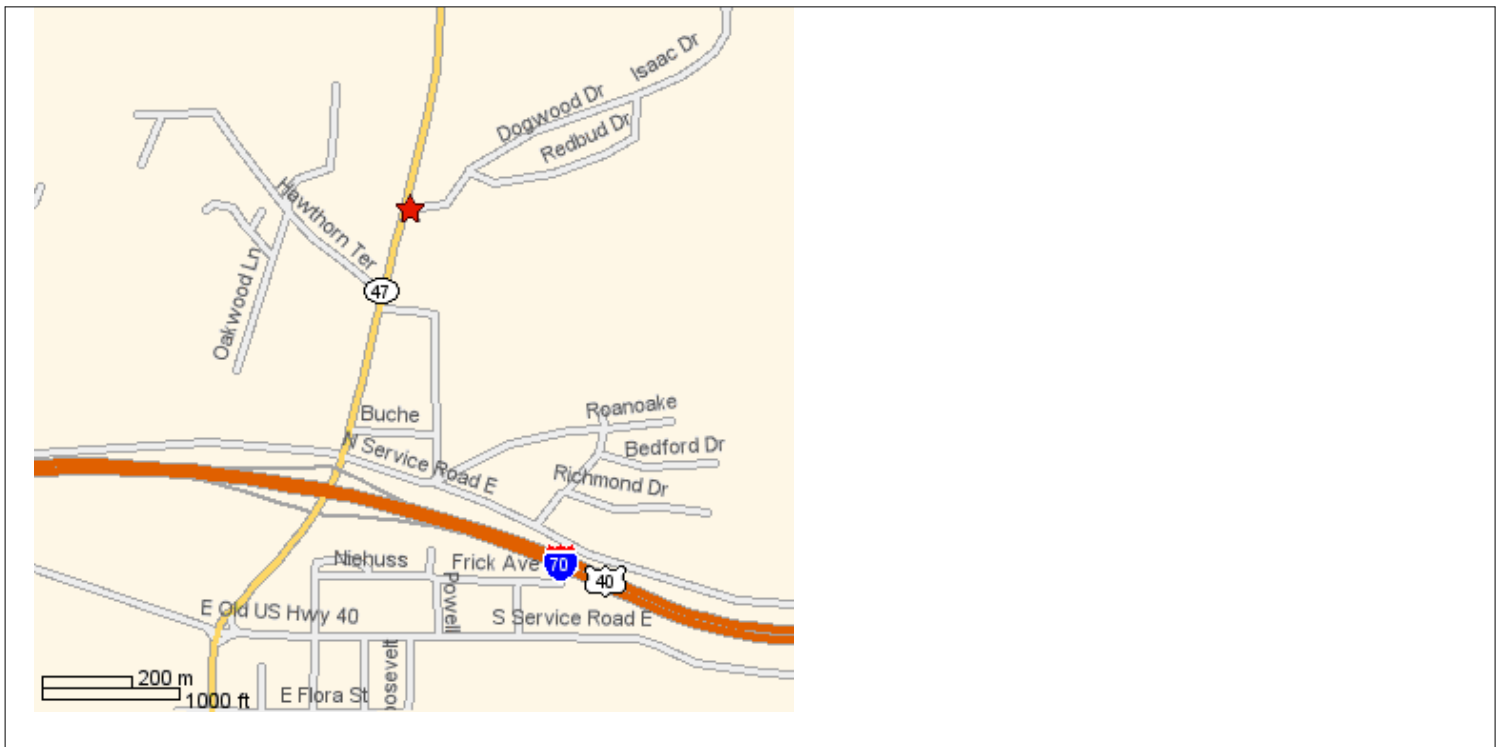 Isaac Dr
Dogwood Dr
Redbud Dr
Hawthorn Ter
Oakwood Ln
47
Buche
Roanoake
N Service Road E
Bedford Dr
Richmond Dr
Niehuss
Frick Ave
70
40
Powell
E Old US Hwy 40
S Service Road E
oosevelt
200 m
1000 ft
E Flora St